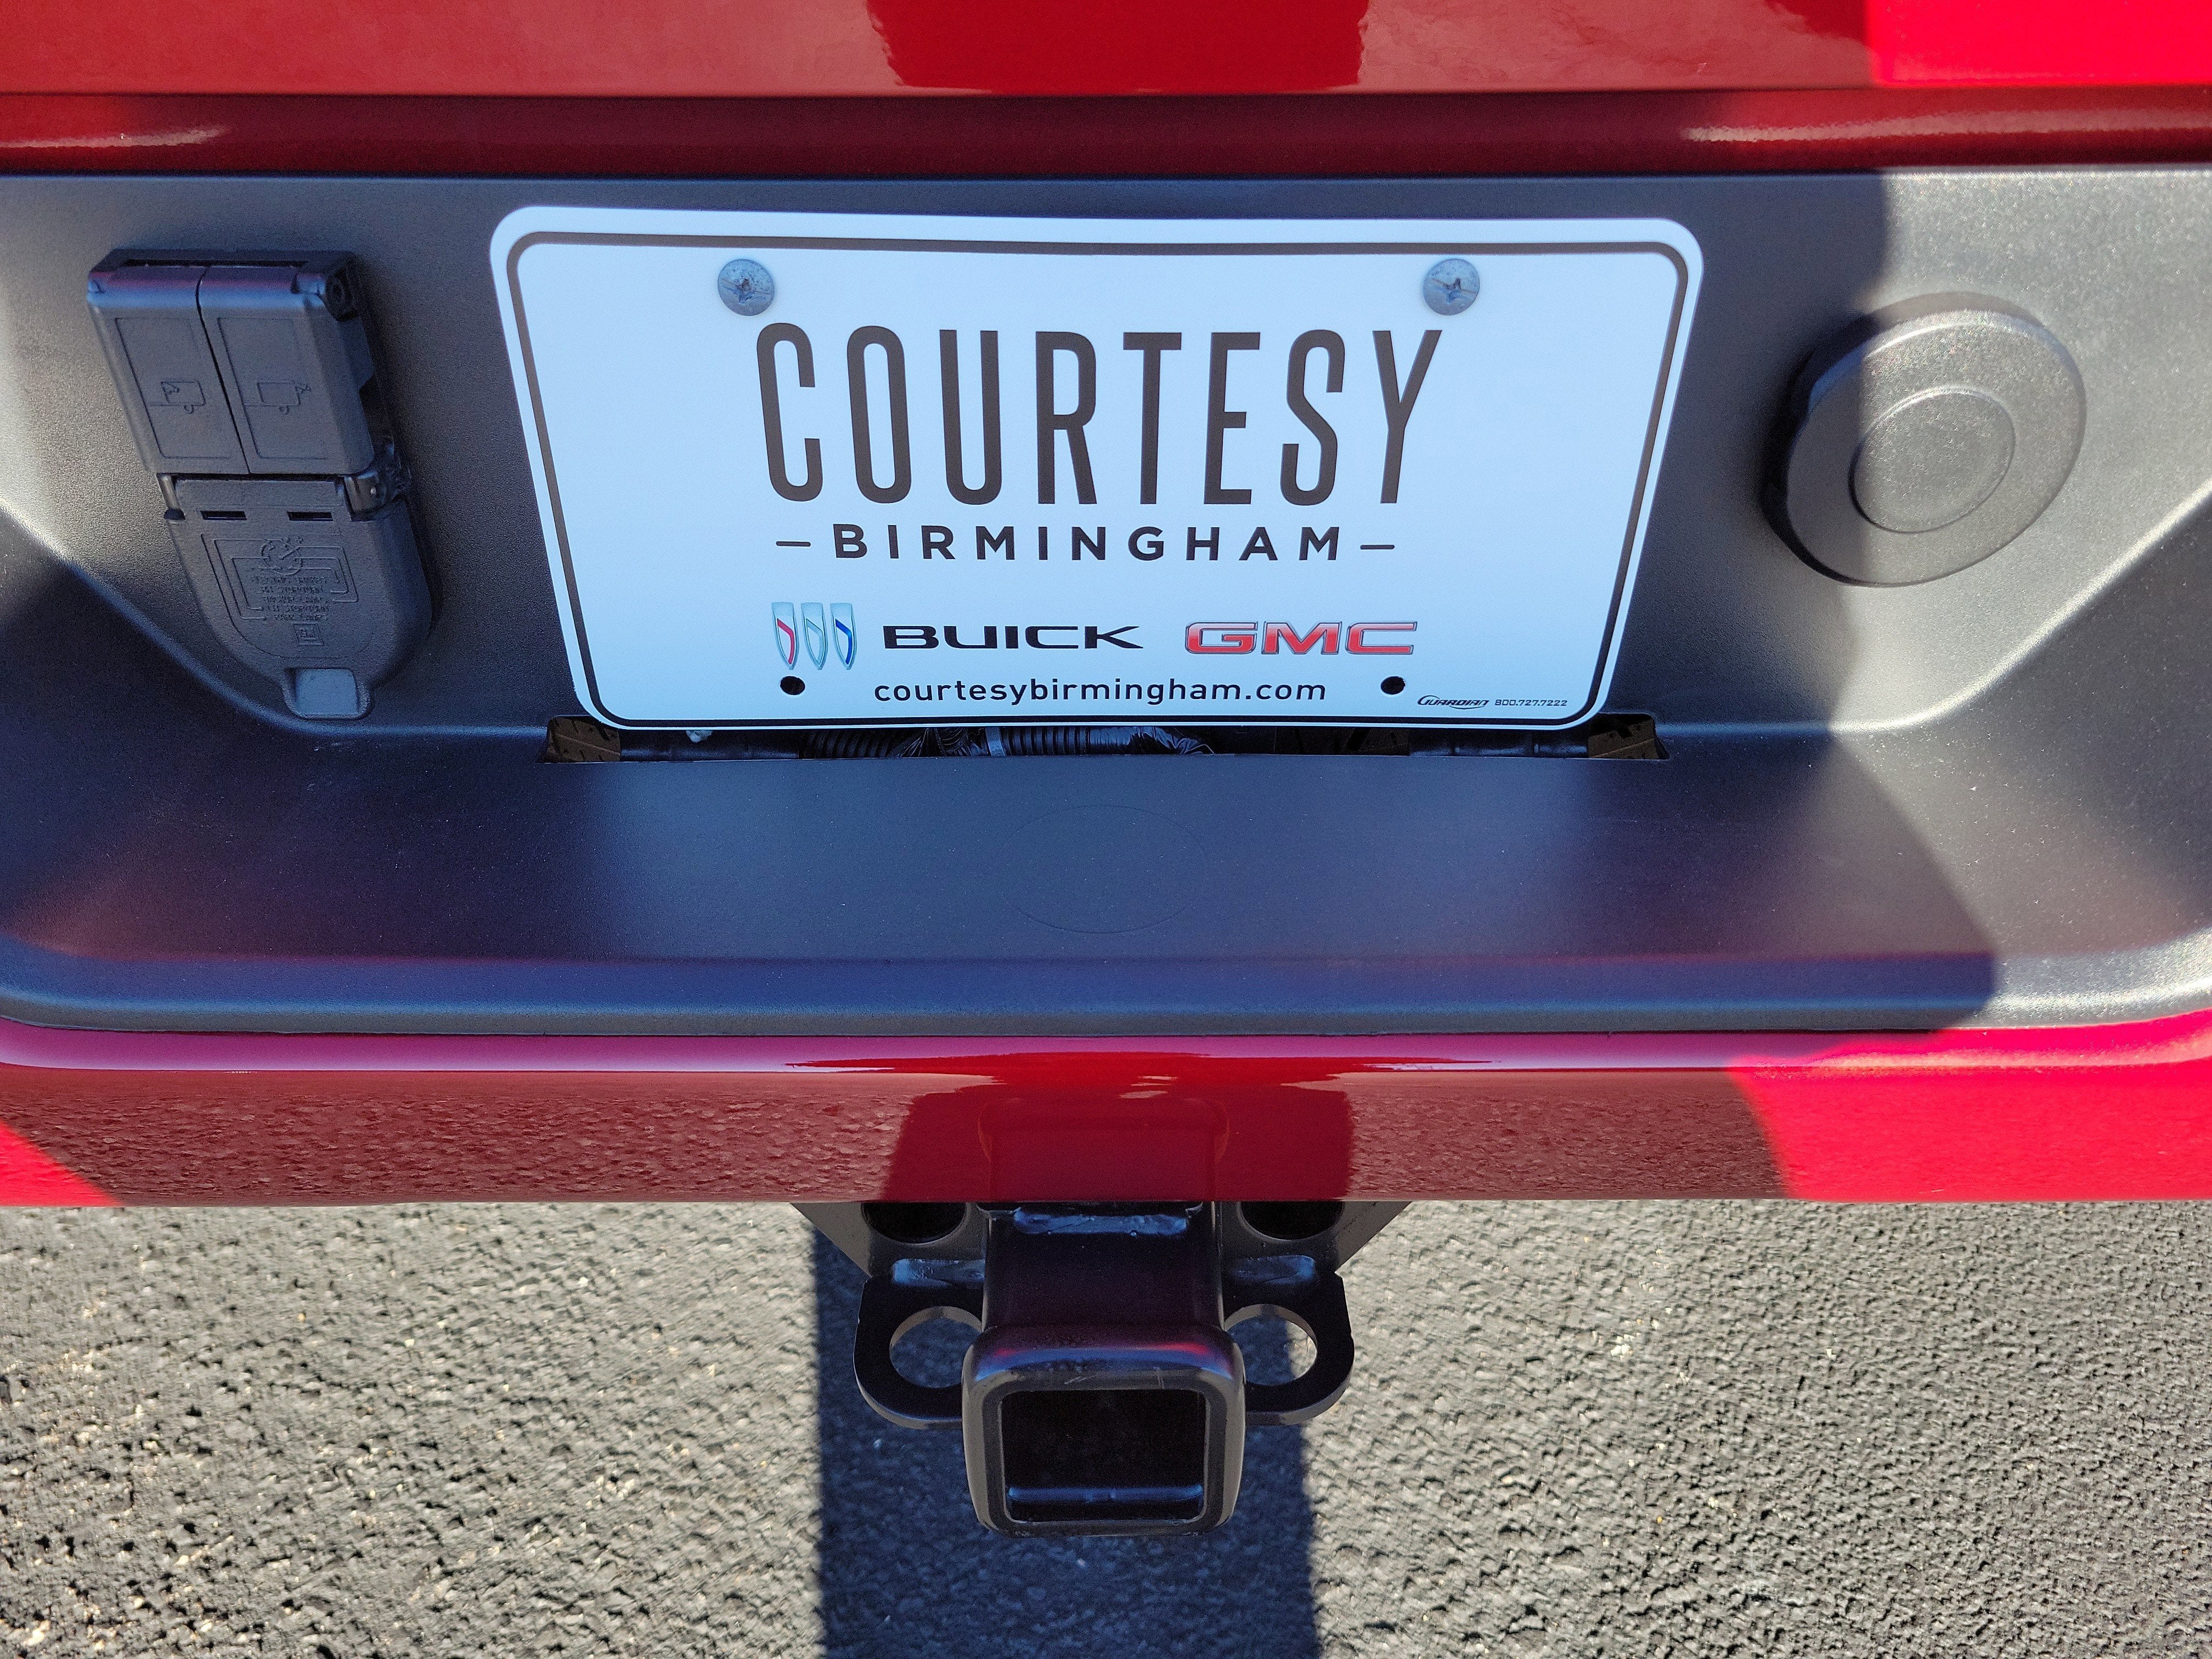 COURTESY
–BIRMINGHAM–
BUICK GMC
courtesybirmingham.com
GUARDIAN 800.727.7222